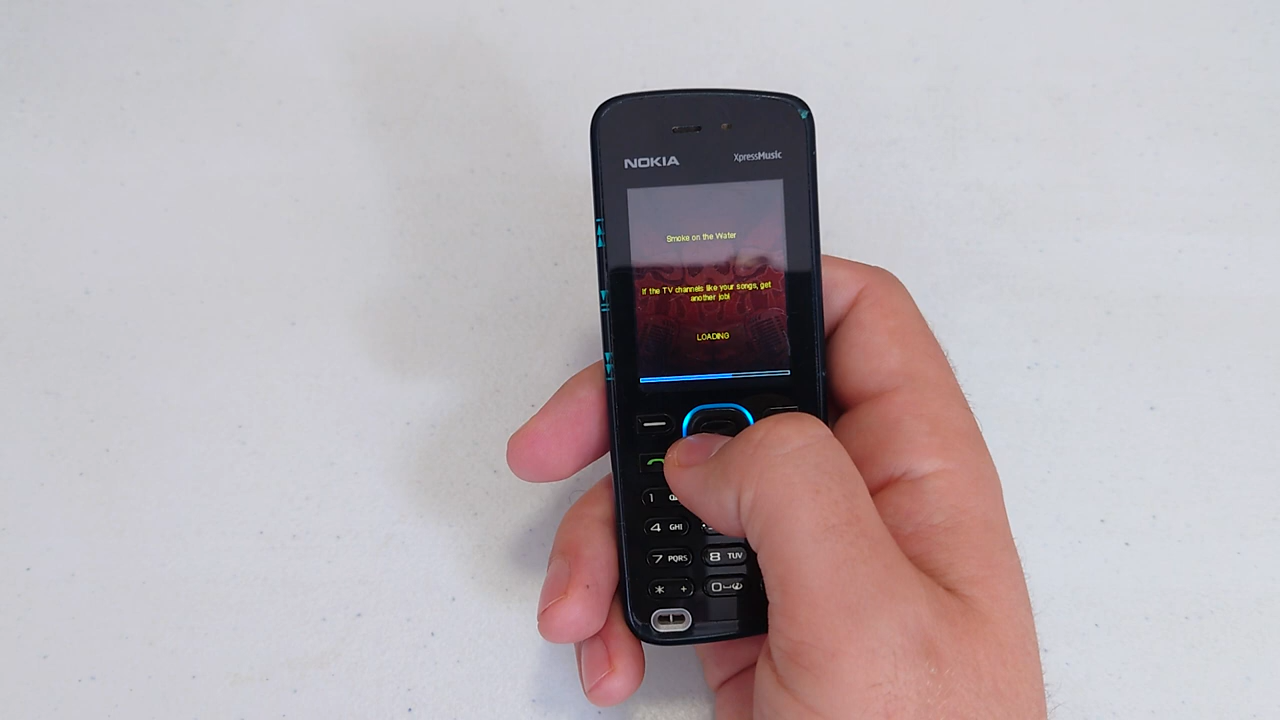 NOKIA
XpressMusic
Smoke on the Water
If the TV channels like your songs, get
another job!
LOADING
1
4 GHI
7 PQRS
8 TUV
* +
0